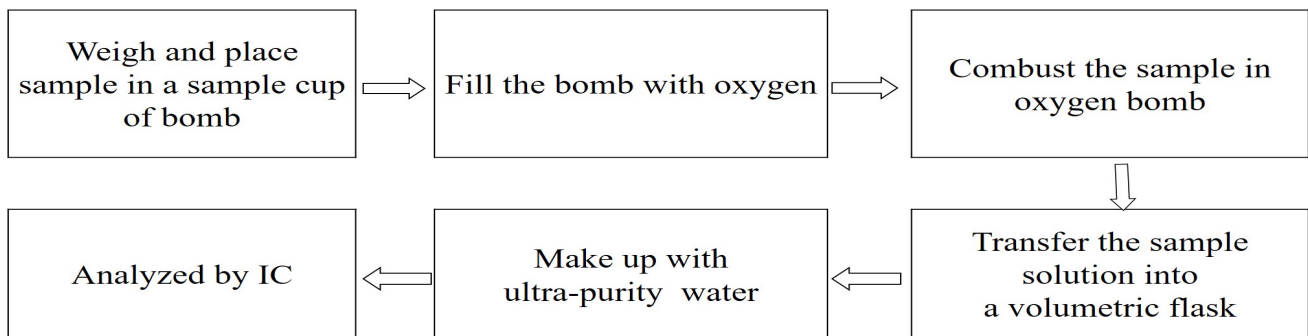 Weigh and place
sample in a sample cup
of bomb
Fill the bomb with oxygen
Combust the sample in
oxygen bomb
Transfer the sample
solution into
a volumetric flask
Make up with
ultra-purity water
Analyzed by IC